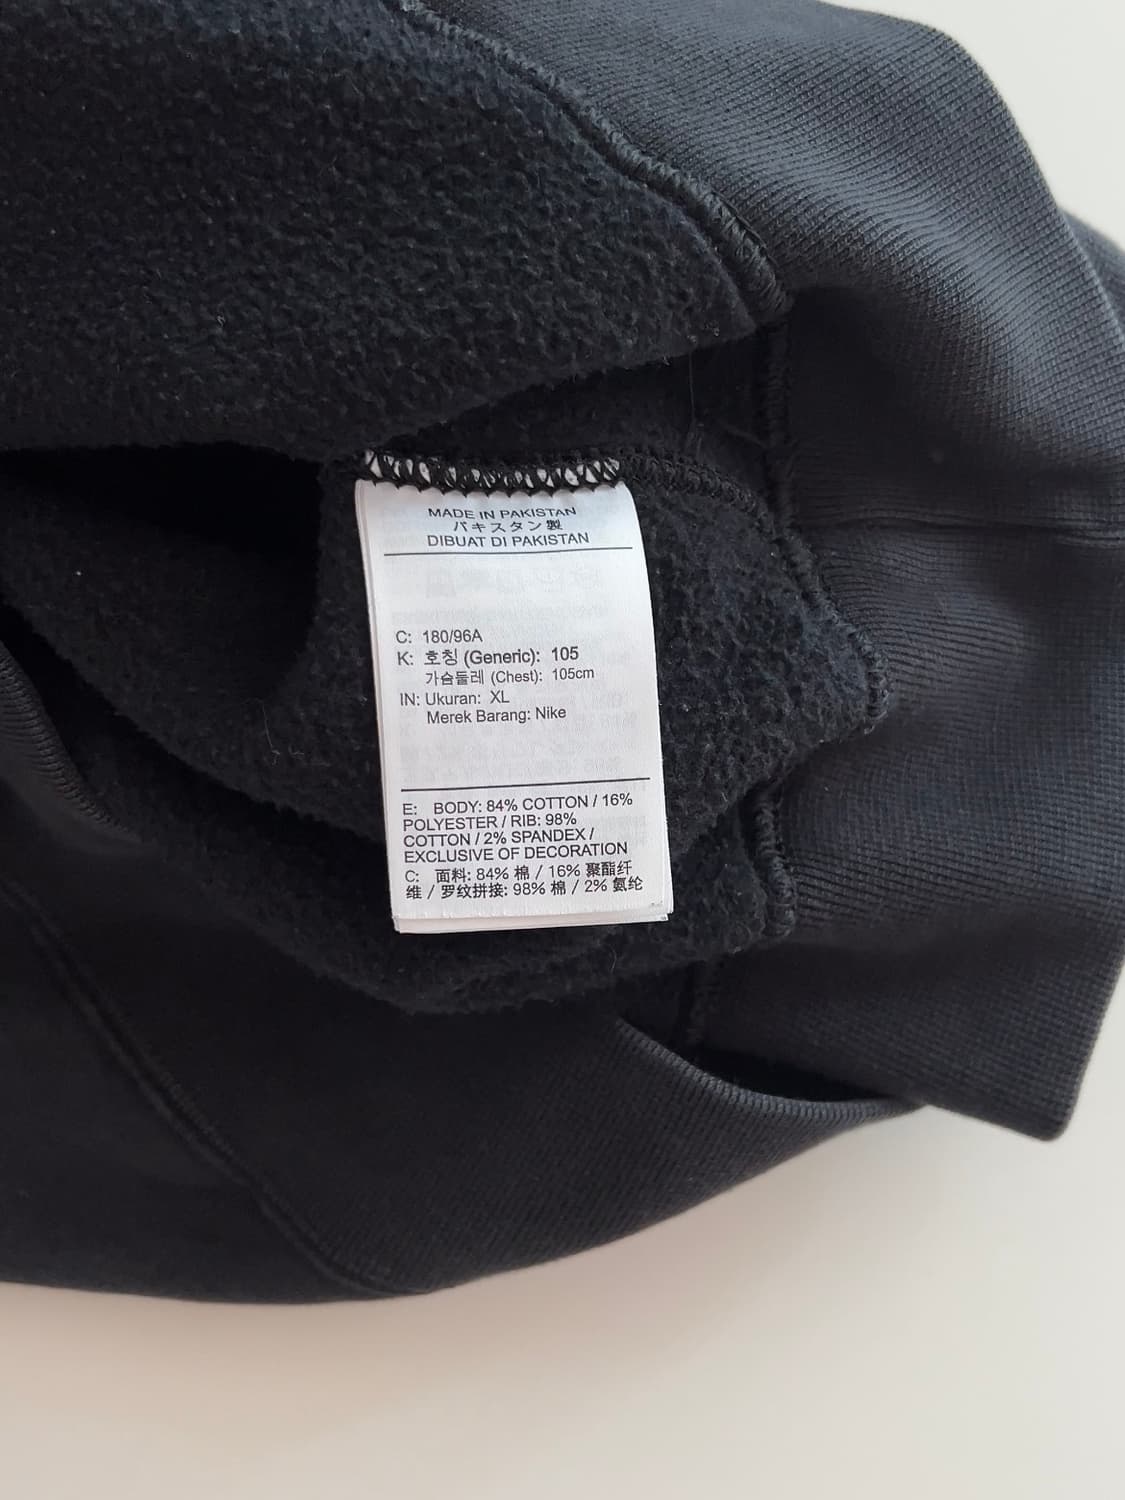 MADE IN PAKISTAN
パキスタン製
DIBUAT DI PAKISTAN
C: 180/96A
K: 호칭 (Generic): 105
가슴둘레 (Chest): 105cm
IN: Ukuran: XL
Merek Barang: Nike
E: BODY: 84% COTTON / 16%
POLYESTER / RIB: 98%
COTTON / 2% SPANDEX /
EXCLUSIVE OF DECORATION
C: 面料: 84% 棉 / 16% 聚酯纤
维 / 罗纹拼接: 98% 棉 / 2% 氨纶